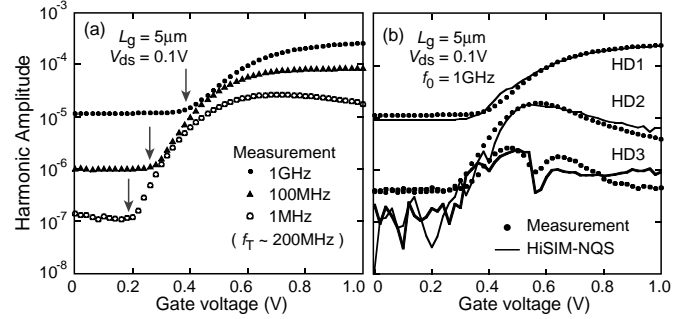 (a)
Lg = 5μm
Vds = 0.1V
Measurement
1GHz
100MHz
1MHz
( fT ~ 200MHz )
Harmonic Amplitude
10-4
10-5
10-6
10-7
10-8
0 0.2 0.4 0.6 0.8 1.0
Gate voltage (V)
(b)
Lg = 5μm
Vds = 0.1V
f0 = 1GHz
HD1
HD2
HD3
Measurement
HiSIM-NQS
0 0.2 0.4 0.6 0.8 1.0
Gate voltage (V)